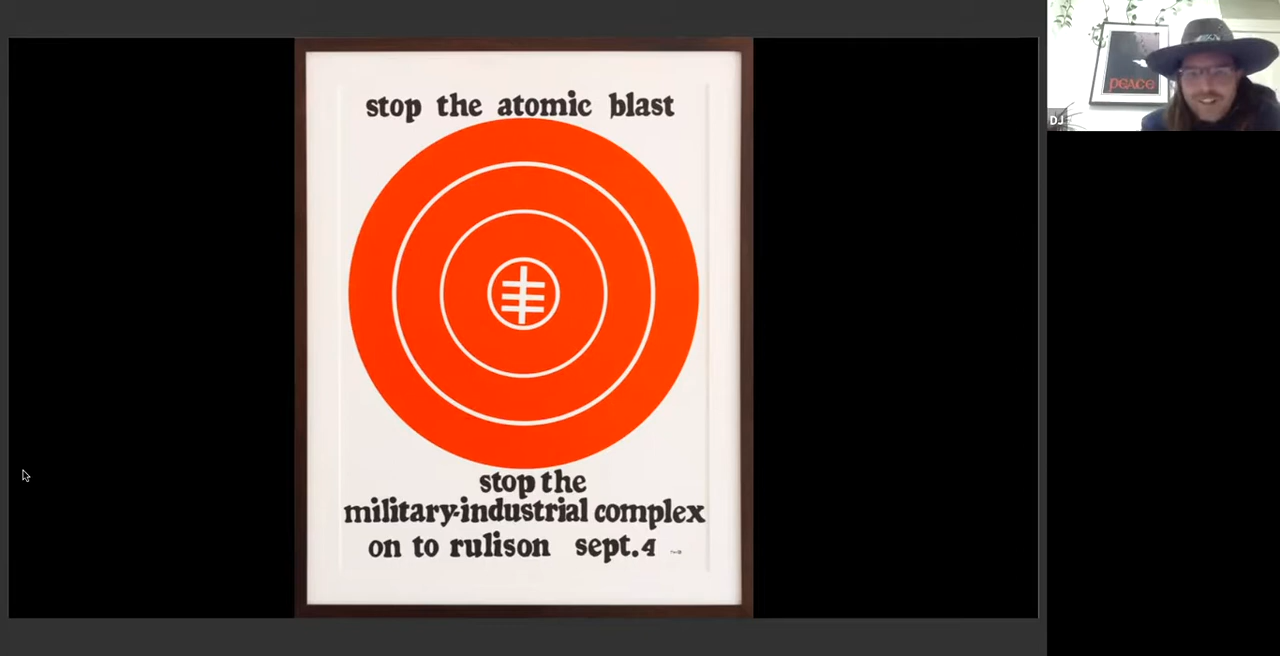 stop the atomic blast
stop the
military-industrial complex
on to rulison sept. 4
PEACE
DJ